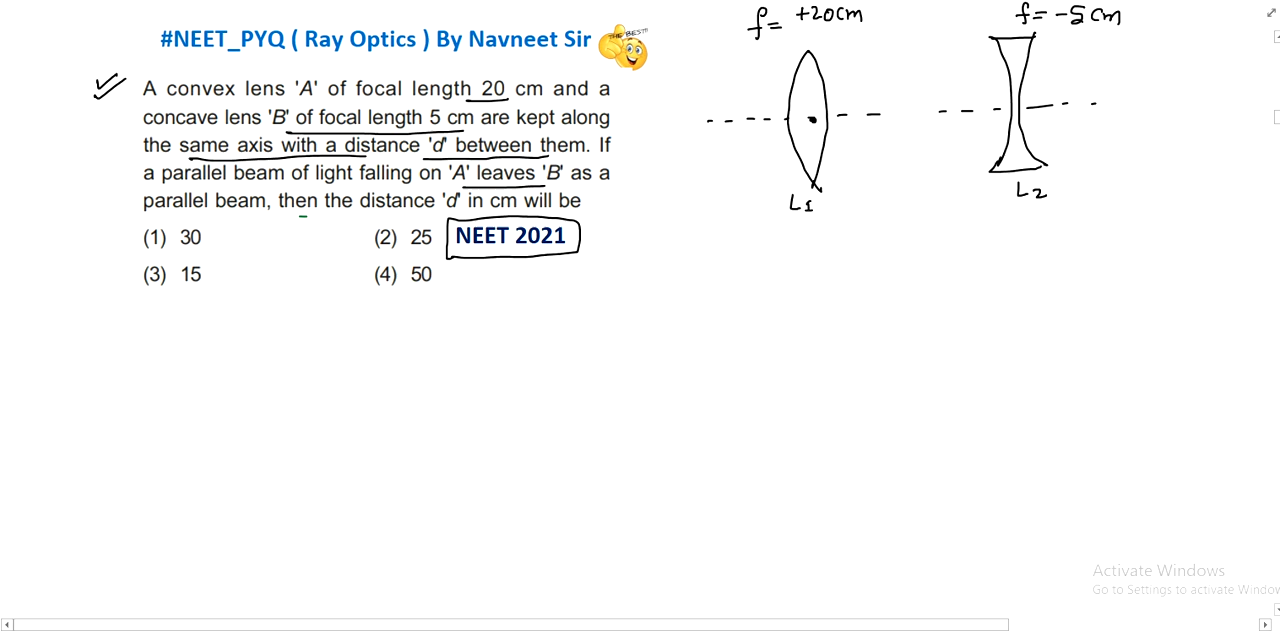 #NEET_PYQ ( Ray Optics ) By Navneet Sir
THE BEST!!
f= +20cm
f= -5 cm
A convex lens 'A' of focal length 20 cm and a
concave lens 'B' of focal length 5 cm are kept along
the same axis with a distance 'd' between them. If
a parallel beam of light falling on 'A' leaves 'B' as a
parallel beam, then the distance 'd' in cm will be
(1) 30 (2) 25 NEET 2021
(3) 15 (4) 50
L1
L2
Activate Windows
Go to Settings to activate Window